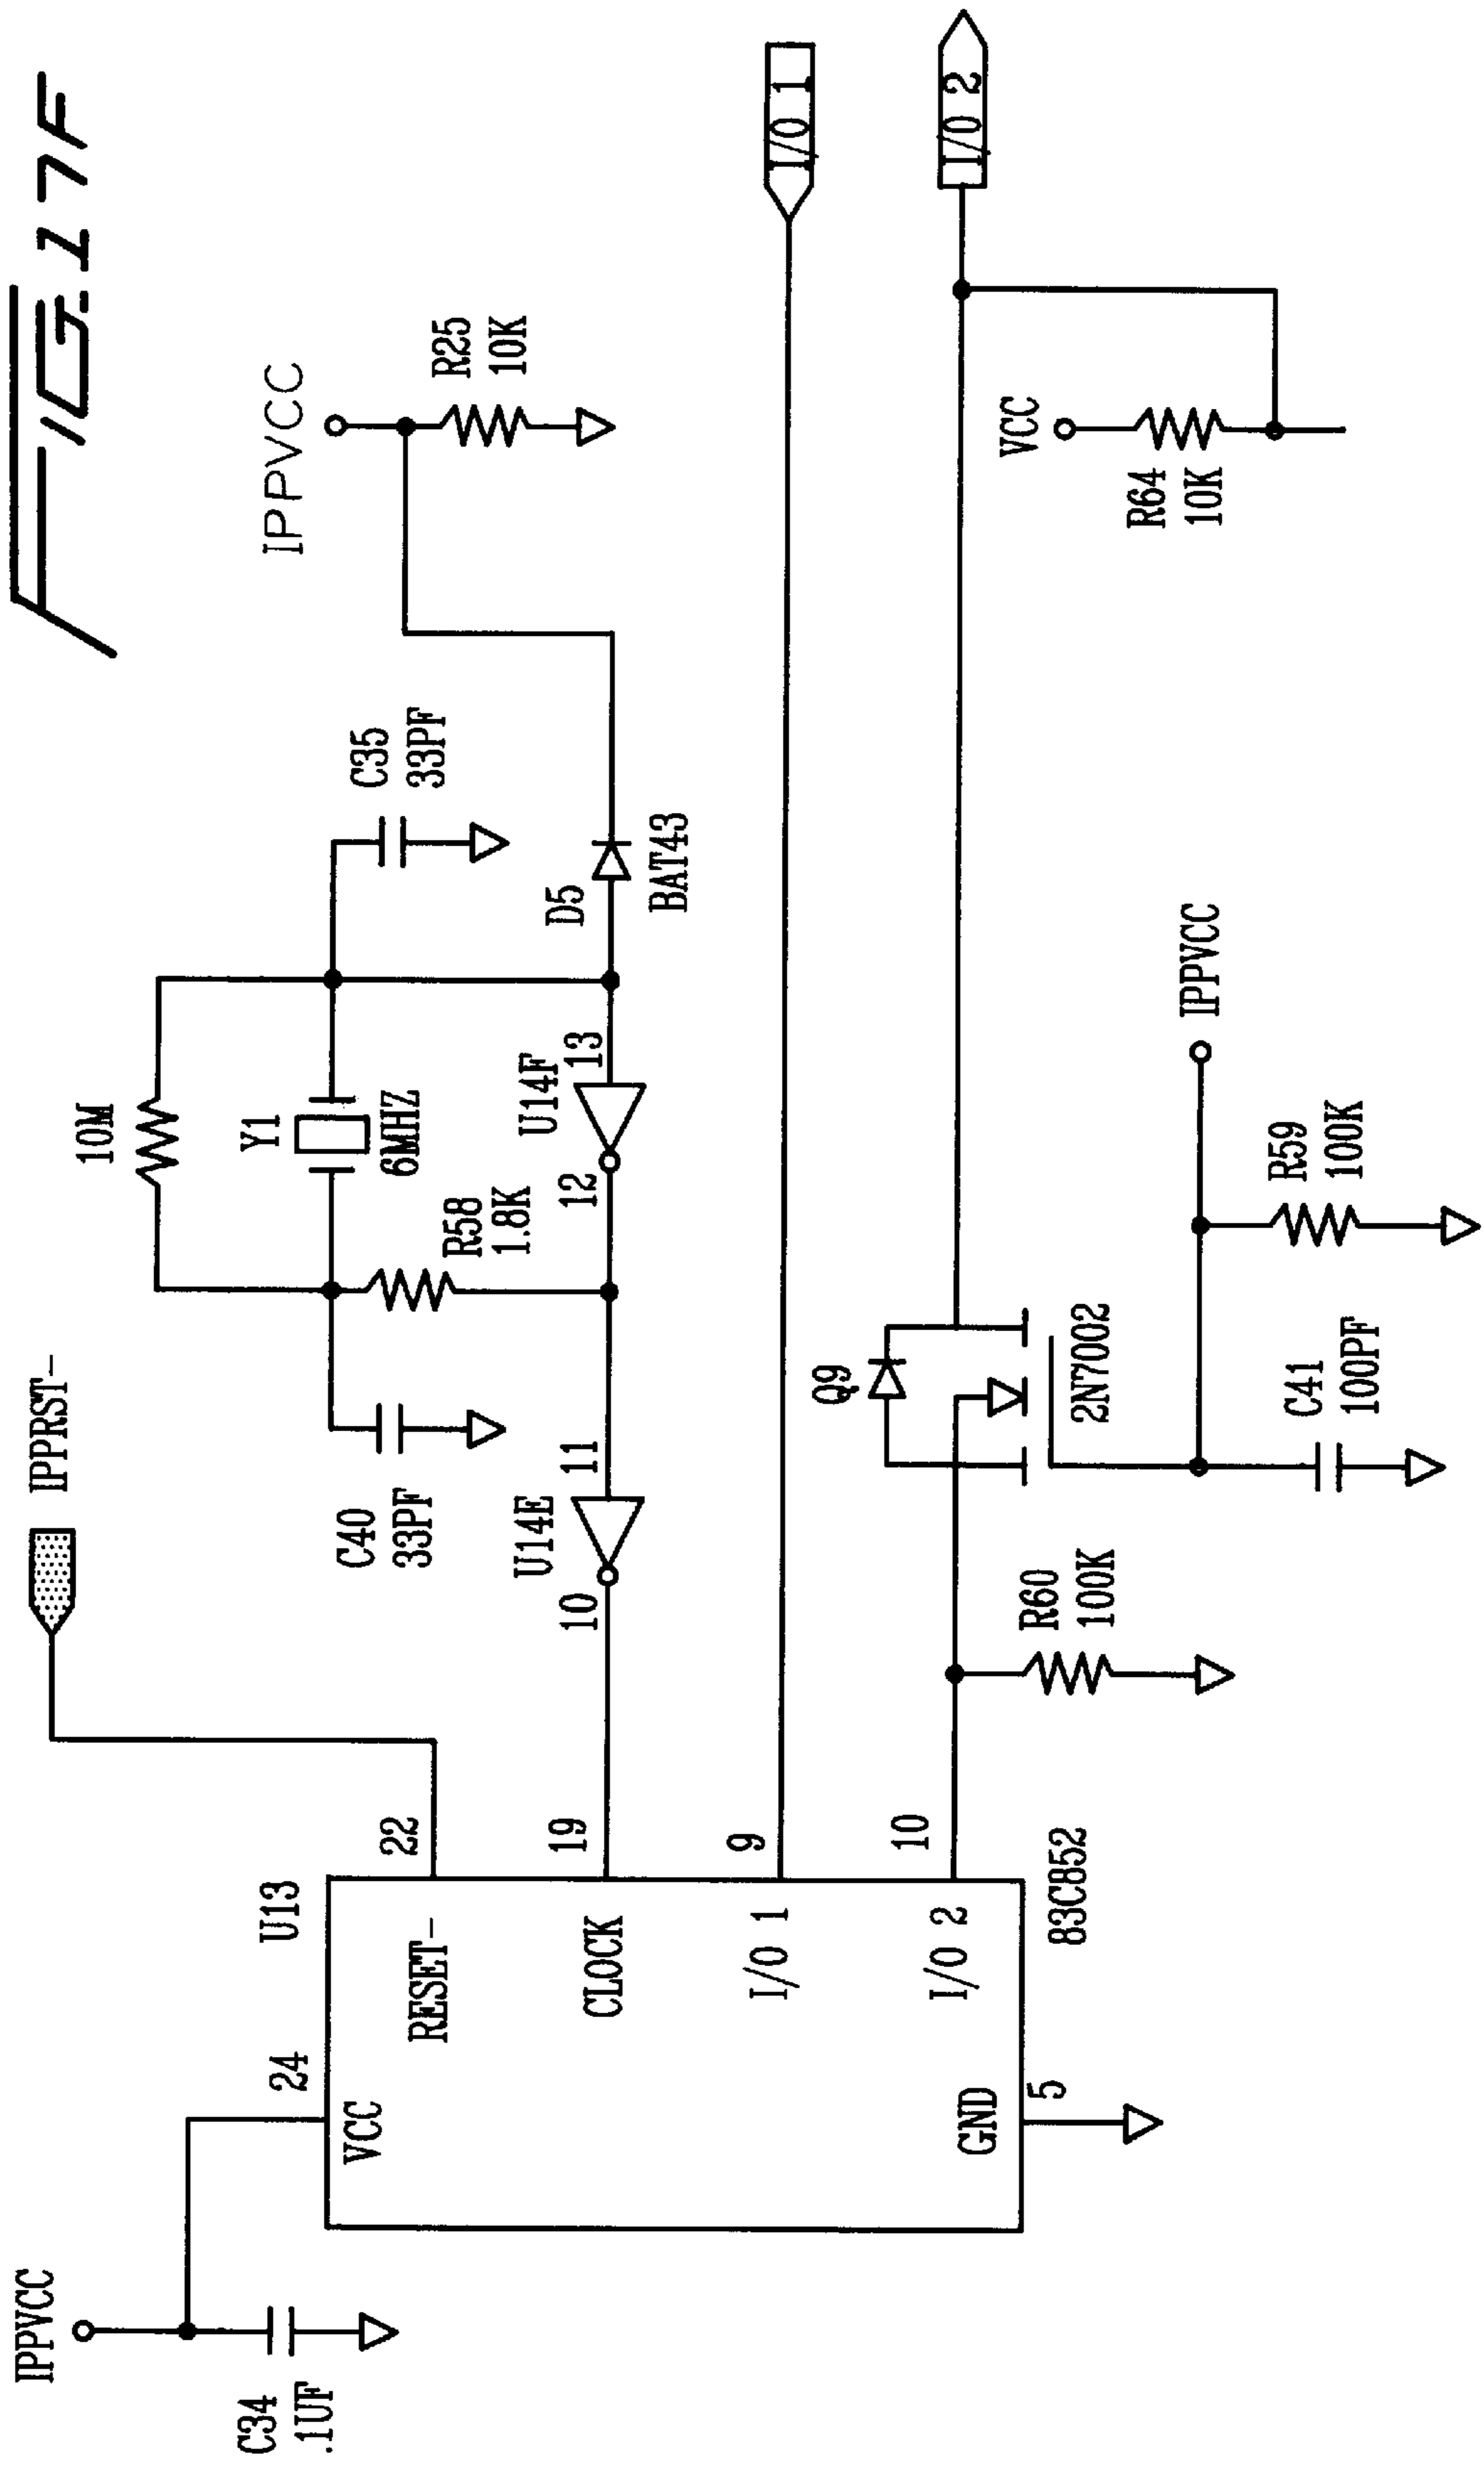 FIG. 17F
IPPVCC
C34
.1UF
U13
24
VCC
RESET-
22
IPPRST-
CLOCK
19
I/O 1
9
I/O 2
10
GND
5
83C852
10M
Y1
6MHZ
C40
33PF
R58
1.8K
C35
33PF
U14E
10
11
U14F
12
13
D5
BAT43
IPPVCC
R25
10K
I/O 1
I/O 2
Q9
2N7002
R60
100K
C41
100PF
R59
100K
IPPVCC
VCC
R64
10K